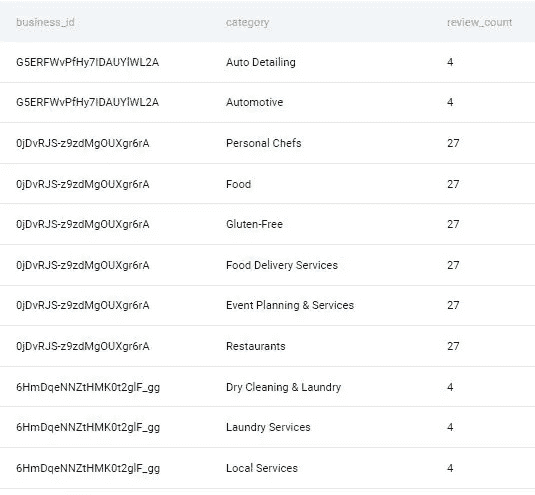 business_id category review_count
G5ERFWvPfHy7IDAUYlWL2A Auto Detailing 4
G5ERFWvPfHy7IDAUYlWL2A Automotive 4
0jDvRJS-z9zdMgOUXgr6rA Personal Chefs 27
0jDvRJS-z9zdMgOUXgr6rA Food 27
0jDvRJS-z9zdMgOUXgr6rA Gluten-Free 27
0jDvRJS-z9zdMgOUXgr6rA Food Delivery Services 27
0jDvRJS-z9zdMgOUXgr6rA Event Planning & Services 27
0jDvRJS-z9zdMgOUXgr6rA Restaurants 27
6HmDqeNNZtHMK0t2glF_gg Dry Cleaning & Laundry 4
6HmDqeNNZtHMK0t2glF_gg Laundry Services 4
6HmDqeNNZtHMK0t2glF_gg Local Services 4